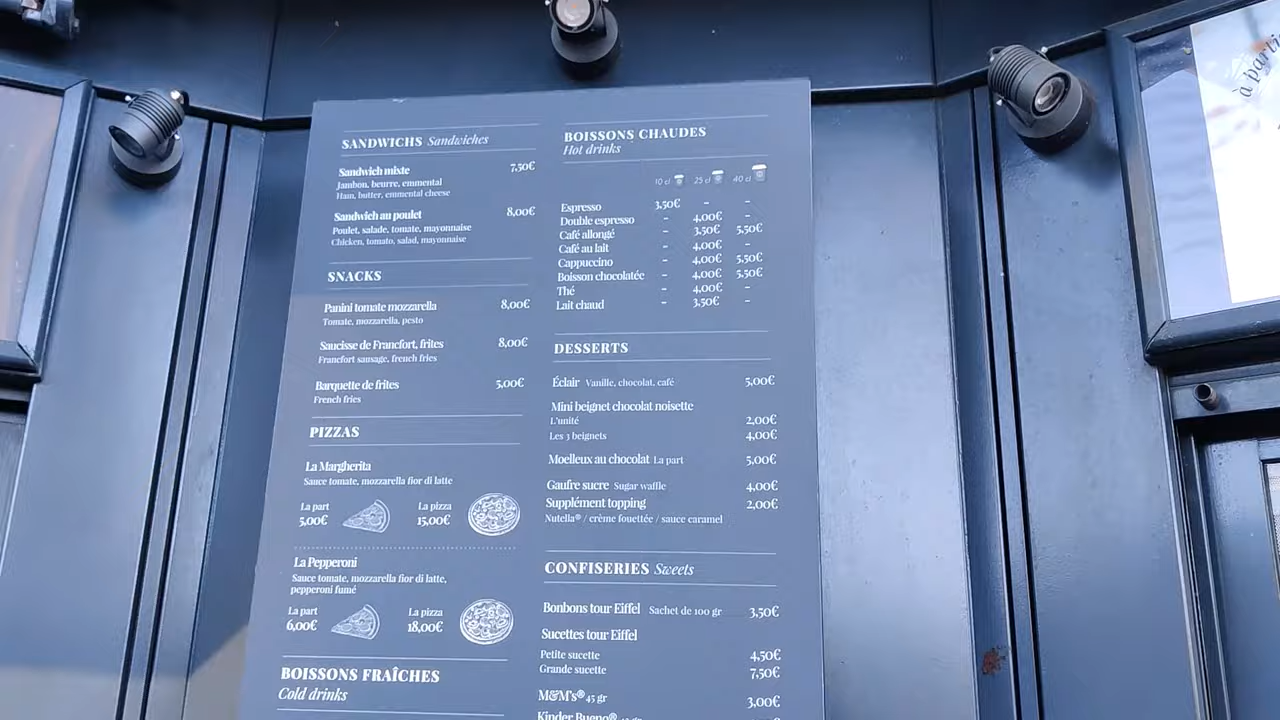 SANDWICHS Sandwiches
Sandwich mixte 7,50€
Jambon, beurre, emmental
Ham, butter, emmental cheese
Sandwich au poulet 8,00€
Poulet, salade, tomate, mayonnaise
Chicken, tomato, salad, mayonnaise
SNACKS
Panini tomate mozzarella 8,00€
Tomate, mozzarella, pesto
Saucisse de Francfort, frites 8,00€
Francfort sausage, french fries
Barquette de frites 5,00€
French fries
PIZZAS
La Margherita
Sauce tomate, mozzarella fior di latte
La part La pizza
5,00€ 15,00€
La Pepperoni
Sauce tomate, mozzarella fior di latte,
pepperoni fumé
La part La pizza
6,00€ 18,00€
BOISSONS FRAÎCHES
Cold drinks
BOISSONS CHAUDES
Hot drinks
10 cl 25 cl 40 cl
Espresso 3,50€ - -
Double espresso - 4,00€ -
Café allongé - 3,50€ 5,50€
Café au lait - 4,00€ -
Cappuccino - 4,00€ 5,50€
Boisson chocolatée - 4,00€ 5,50€
Thé - 4,00€ -
Lait chaud - 3,50€ -
DESSERTS
Éclair Vanille, chocolat, café 5,00€
Mini beignet chocolat noisette
L'unité 2,00€
Les 3 beignets 4,00€
Moelleux au chocolat La part 5,00€
Gaufre sucre Sugar waffle 4,00€
Supplément topping 2,00€
Nutella® / crème fouettée / sauce caramel
CONFISERIES Sweets
Bonbons tour Eiffel Sachet de 100 gr 3,50€
Sucettes tour Eiffel
Petite sucette 4,50€
Grande sucette 7,50€
M&M's® 45 gr 3,00€
Kinder Bueno®
à partir